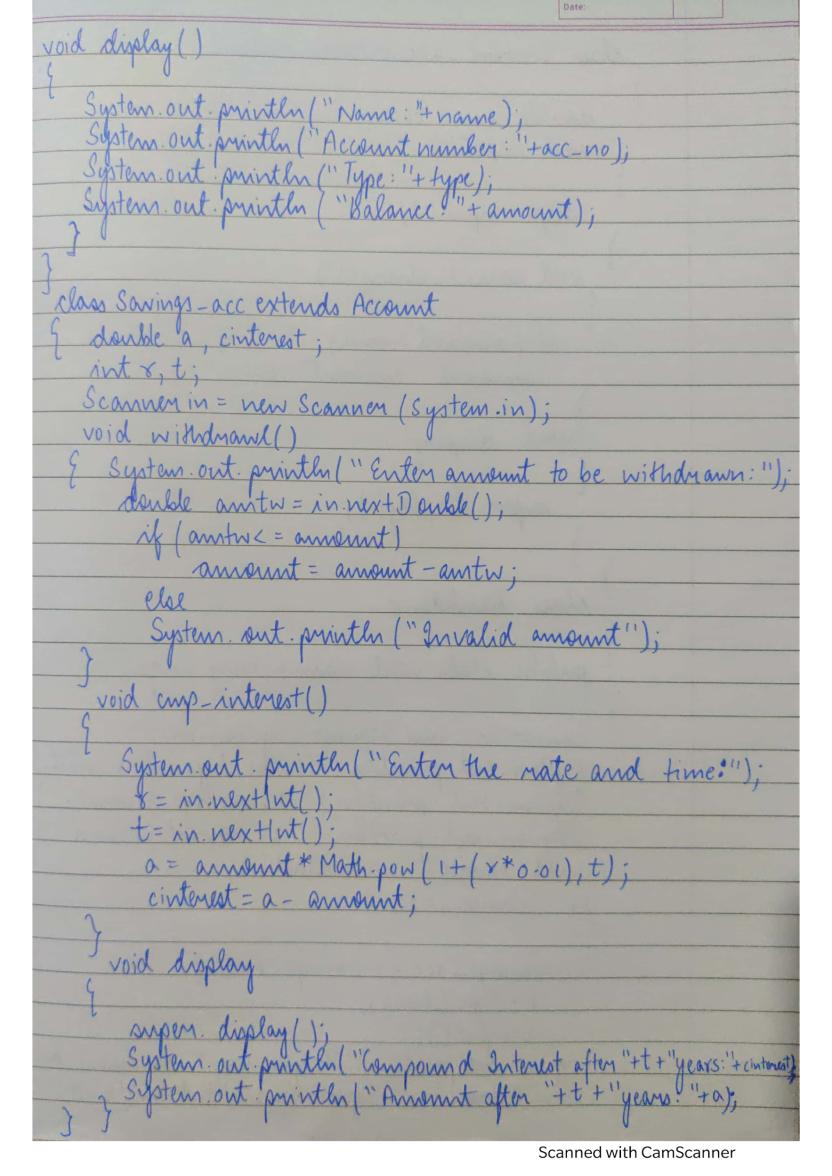 Date:
void display()
{
System.out.println("Name:"+name);
System.out.println("Account number:"+acc_no);
System.out.println("Type:"+type);
System.out.println("Balance:"+amount);
}
}
class Savings_acc extends Account
{ double a, cinterest;
int r, t;
Scanner in = new Scanner (System.in);
void withdrawl()
{ System.out.println("Enter amount to be withdrawn:");
double amtw = in.nextDouble();
if (amtw<= amount)
amount = amount - amtw;
else
System.out.println("Invalid amount");
}
void cmp_interest()
{
System.out.println("Enter the rate and time:");
r = in.nextInt();
t = in.nextInt();
a = amount * Math.pow(1+(r*0.01),t);
cinterest = a - amount;
}
void display
{
super.display();
System.out.println("Compound Interest after "+t+"years:"+cinterest);
System.out.println("Amount after "+t+"years:"+a);
} }
Scanned with CamScanner